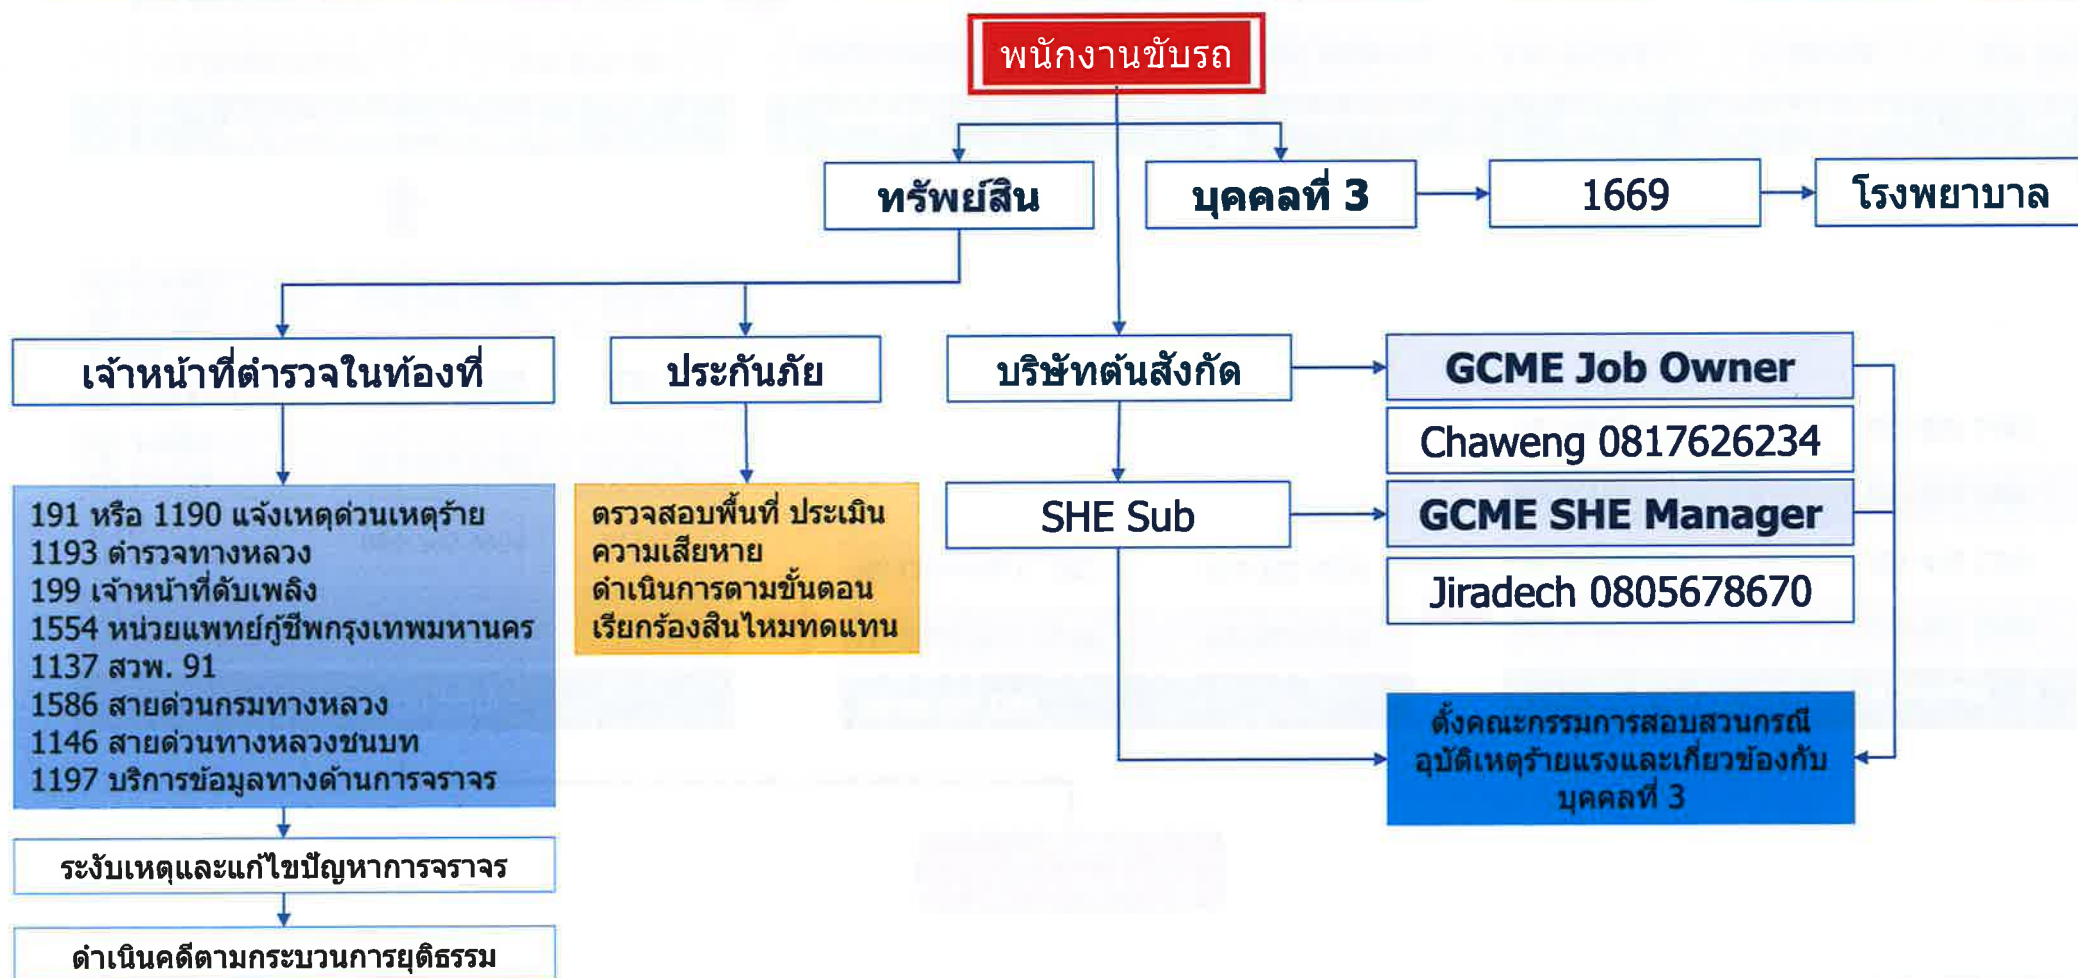 พนักงานขับรถ
ทรัพย์สิน
บุคคลที่ 3
1669
โรงพยาบาล
เจ้าหน้าที่ตำรวจในท้องที่
ประกันภัย
บริษัทต้นสังกัด
GCME Job Owner
Chaweng 0817626234
SHE Sub
GCME SHE Manager
Jiradech 0805678670
191 หรือ 1190 แจ้งเหตุด่วนเหตุร้าย
1193 ตำรวจทางหลวง
199 เจ้าหน้าที่ดับเพลิง
1554 หน่วยแพทย์กู้ชีพกรุงเทพมหานคร
1137 สวพ. 91
1586 สายด่วนกรมทางหลวง
1146 สายด่วนทางหลวงชนบท
1197 บริการข้อมูลทางด้านการจราจร
ตรวจสอบพื้นที่ ประเมิน
ความเสียหาย
ดำเนินการตามขั้นตอน
เรียกร้องสินไหมทดแทน
ตั้งคณะกรรมการสอบสวนกรณี
อุบัติเหตุร้ายแรงและเกี่ยวข้องกับ
บุคคลที่ 3
ระงับเหตุและแก้ไขปัญหาการจราจร
ดำเนินคดีตามกระบวนการยุติธรรม